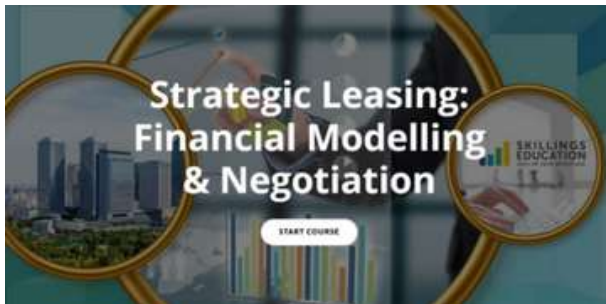 Strategic Leasing:
Financial Modelling
& Negotiation
SKILLINGS
EDUCATION
START COURSE